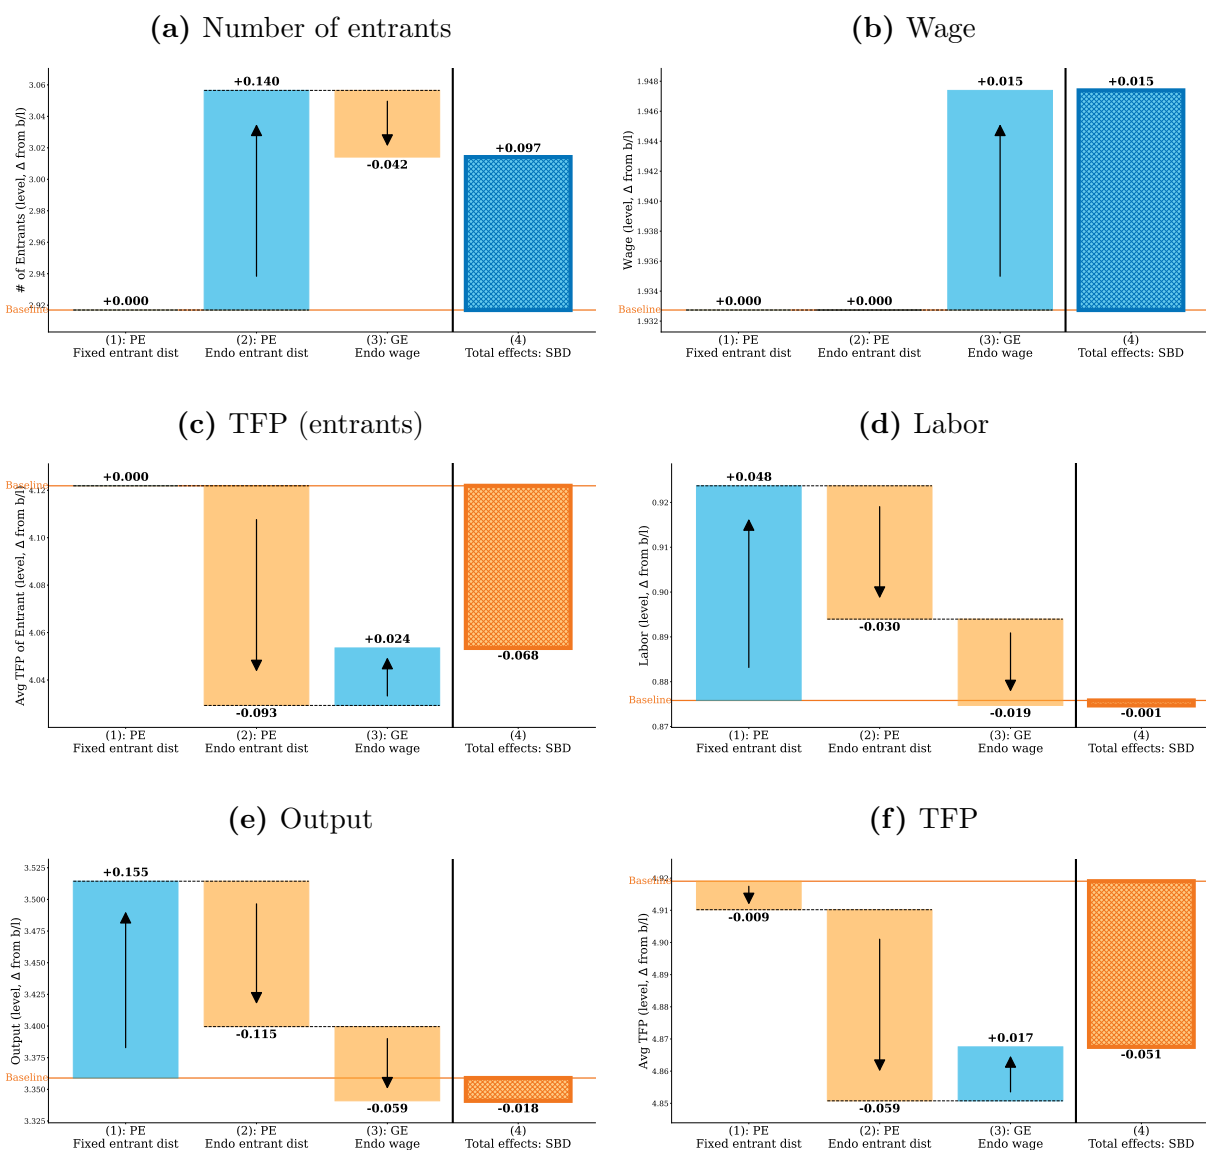 (a) Number of entrants
# of Entrants (level, Δ from b/l)
3.06
3.04
3.02
3.00
2.98
2.96
2.94
2.92
Baseline
+0.000
+0.140
-0.042
+0.097
(1): PE
Fixed entrant dist
(2): PE
Endo entrant dist
(3): GE
Endo wage
(4)
Total effects: SBD
(b) Wage
Wage (level, Δ from b/l)
1.948
1.946
1.944
1.942
1.940
1.938
1.936
1.934
1.932
Baseline
+0.000
+0.000
+0.015
+0.015
(1): PE
Fixed entrant dist
(2): PE
Endo entrant dist
(3): GE
Endo wage
(4)
Total effects: SBD
(c) TFP (entrants)
Avg TFP of Entrant (level, Δ from b/l)
4.12
4.10
4.08
4.06
4.04
Baseline
+0.000
-0.093
+0.024
-0.068
(1): PE
Fixed entrant dist
(2): PE
Endo entrant dist
(3): GE
Endo wage
(4)
Total effects: SBD
(d) Labor
Labor (level, Δ from b/l)
0.92
0.91
0.90
0.89
0.88
0.87
Baseline
+0.048
-0.030
-0.019
-0.001
(1): PE
Fixed entrant dist
(2): PE
Endo entrant dist
(3): GE
Endo wage
(4)
Total effects: SBD
(e) Output
Output (level, Δ from b/l)
3.525
3.500
3.475
3.450
3.425
3.400
3.375
3.350
3.325
Baseline
+0.155
-0.115
-0.059
-0.018
(1): PE
Fixed entrant dist
(2): PE
Endo entrant dist
(3): GE
Endo wage
(4)
Total effects: SBD
(f) TFP
Avg TFP (level, Δ from b/l)
4.92
4.91
4.90
4.89
4.88
4.87
4.86
4.85
Baseline
-0.009
-0.059
+0.017
-0.051
(1): PE
Fixed entrant dist
(2): PE
Endo entrant dist
(3): GE
Endo wage
(4)
Total effects: SBD